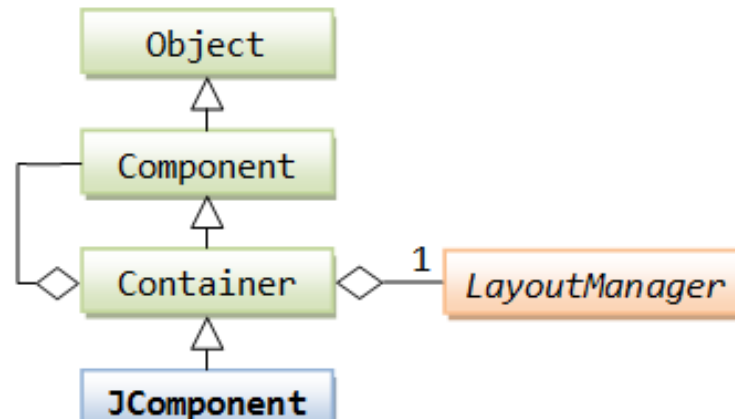 Object
Component
Container
1
LayoutManager
JComponent